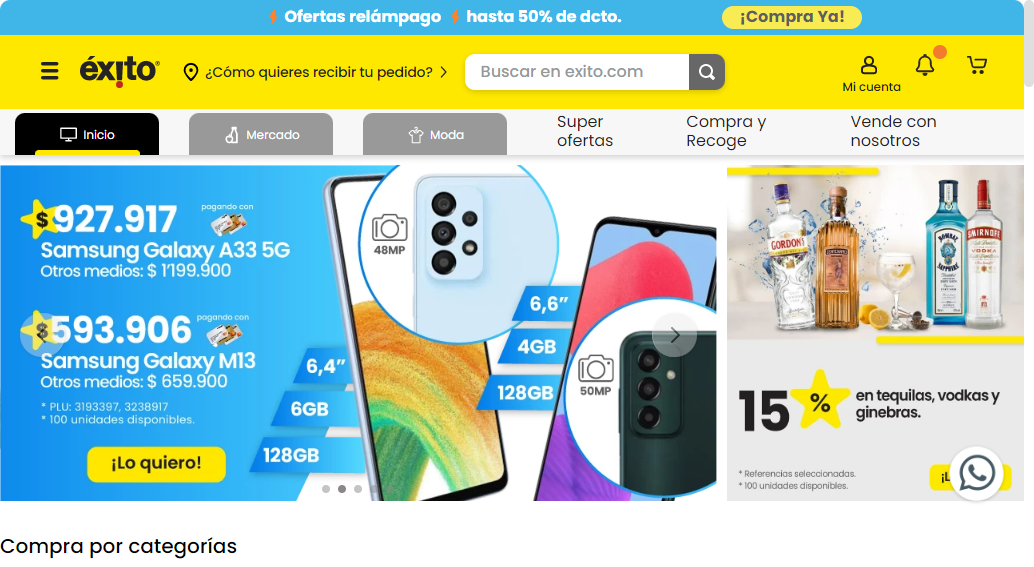 Ofertas relámpago hasta 50% de dcto.
¡Compra Ya!
éxito
¿Cómo quieres recibir tu pedido?
Buscar en exito.com
Mi cuenta
Inicio
Mercado
Moda
Super ofertas
Compra y Recoge
Vende con nosotros
$927.917
pagando con
Samsung Galaxy A33 5G
Otros medios: $ 1'199.900
$593.906
pagando con
Samsung Galaxy M13
Otros medios: $ 659.900
* PLU: 3193397, 3238917
* 100 unidades disponibles.
¡Lo quiero!
48MP
6,4”
6GB
128GB
6,6”
4GB
128GB
50MP
GORDON'S
BOMBAY
SAPPHIRE
SMIRNOFF
VODKA
15% en tequilas, vodkas y
ginebras.
* Referencias seleccionadas.
* 100 unidades disponibles.
Compra por categorías